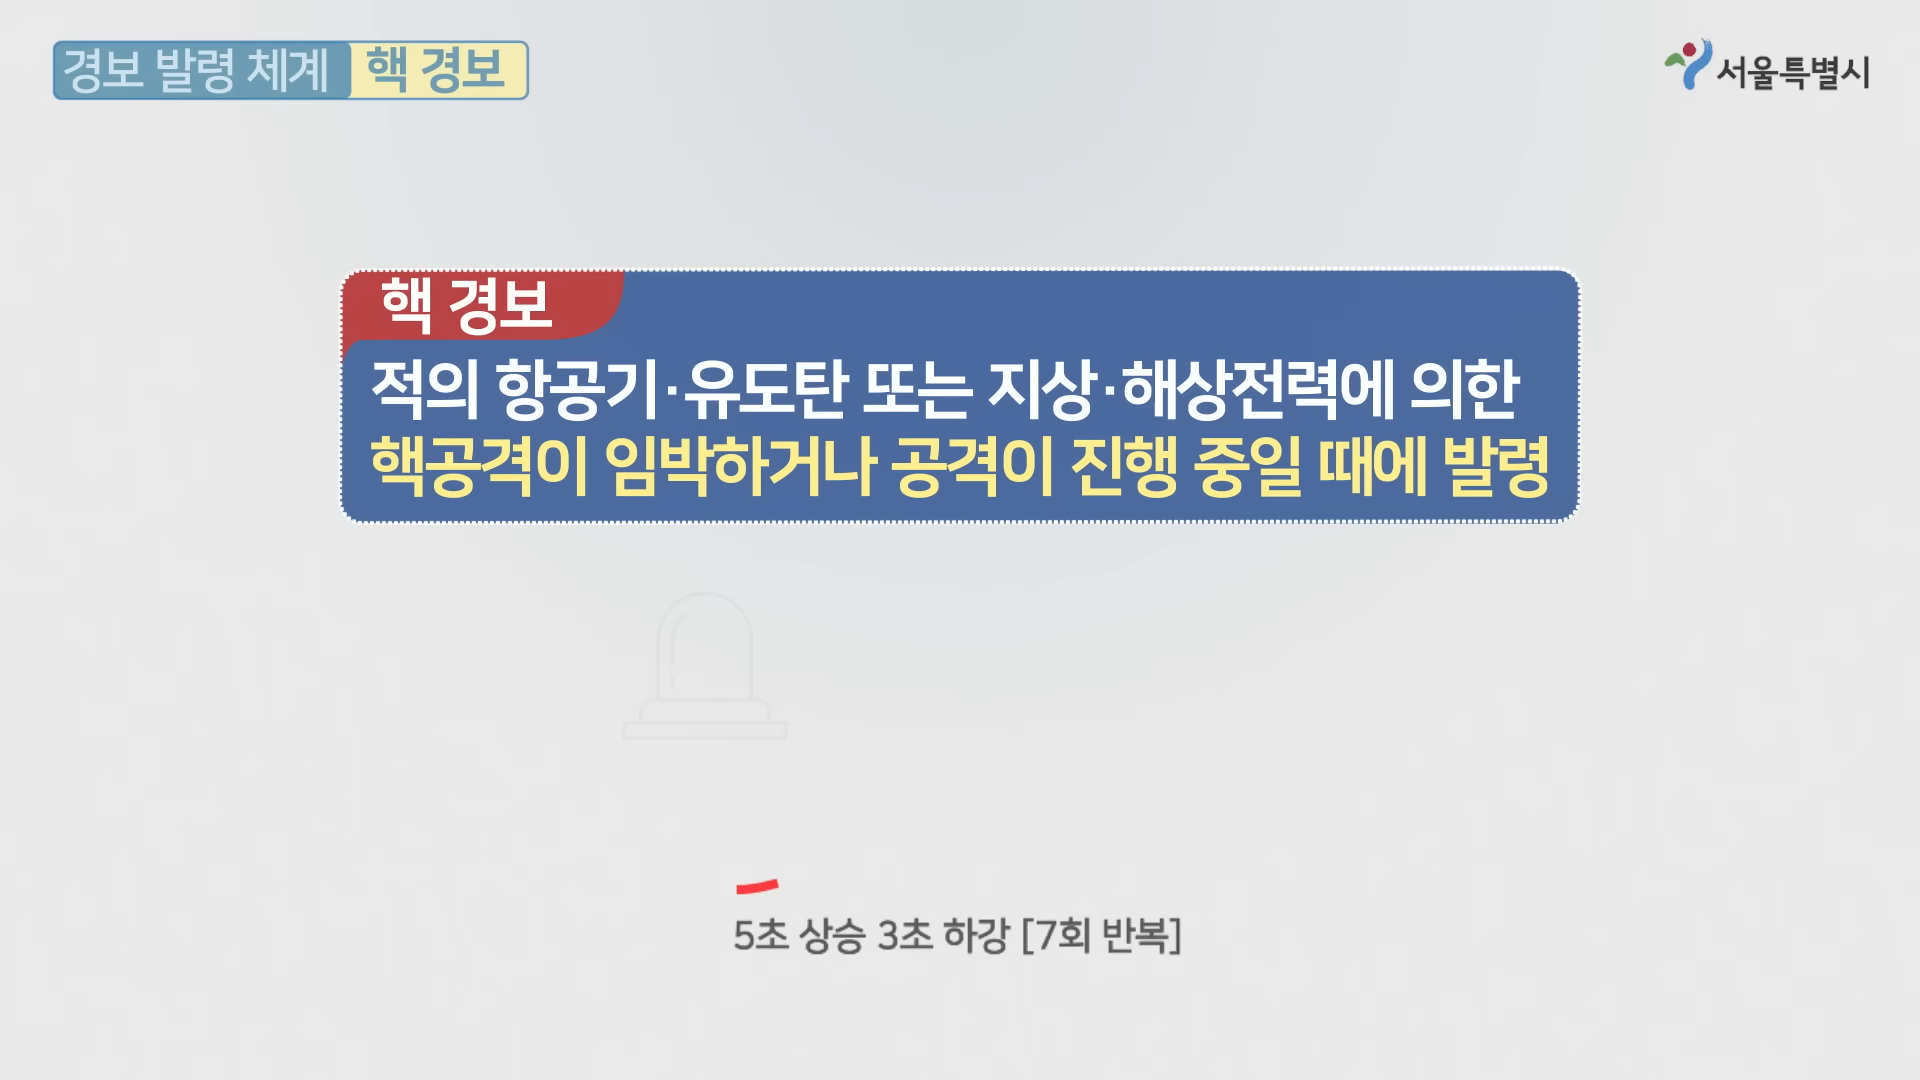 경보 발령 체계 핵 경보
서울특별시
핵 경보
적의 항공기·유도탄 또는 지상·해상전력에 의한
핵공격이 임박하거나 공격이 진행 중일 때에 발령
5초 상승 3초 하강 [7회 반복]